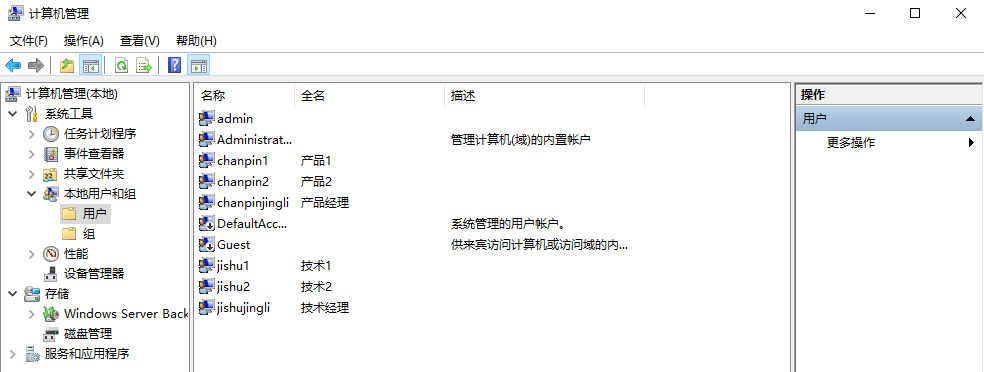 计算机管理
文件(F) 操作(A) 查看(V) 帮助(H)
计算机管理(本地)
系统工具
任务计划程序
事件查看器
共享文件夹
本地用户和组
用户
组
性能
设备管理器
存储
Windows Server Back
磁盘管理
服务和应用程序
名称 全名 描述
admin
Administrat... 管理计算机(域)的内置帐户
chanpin1 产品1
chanpin2 产品2
chanpinjingli 产品经理
DefaultAcc... 系统管理的用户帐户。
Guest 供来宾访问计算机或访问域的内...
jishu1 技术1
jishu2 技术2
jishujingli 技术经理
操作
用户
更多操作